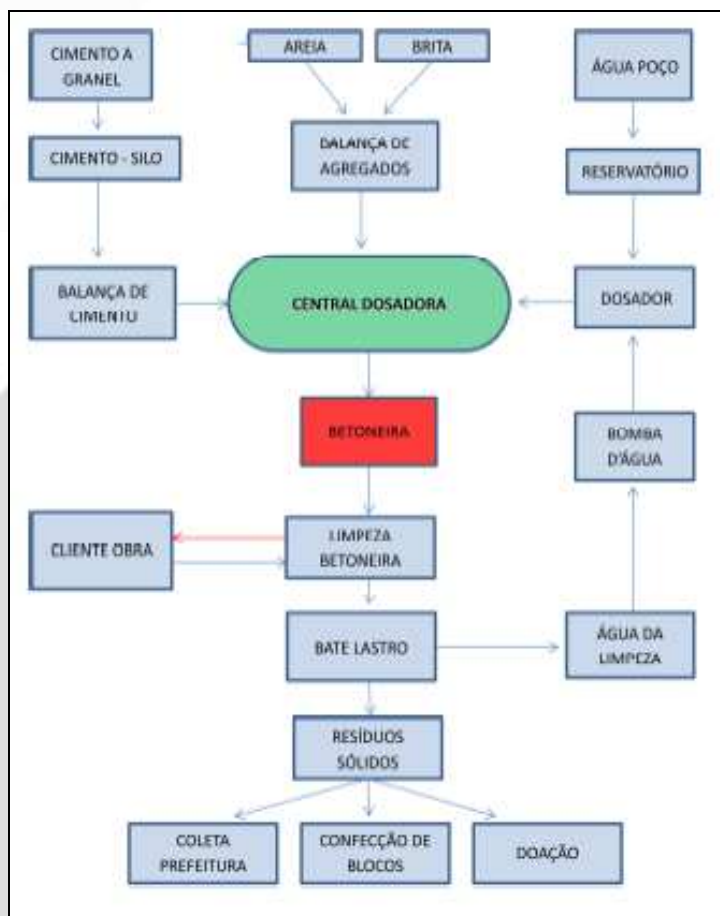 CIMENTO A
GRANEL
AREIA
BRITA
ÁGUA POÇO
CIMENTO - SILO
BALANÇA DE
AGREGADOS
RESERVATÓRIO
BALANÇA DE
CIMENTO
CENTRAL DOSADORA
DOSADOR
BETONEIRA
BOMBA
D'ÁGUA
CLIENTE OBRA
LIMPEZA
BETONEIRA
BATE LASTRO
ÁGUA DA
LIMPEZA
RESÍDUOS
SÓLIDOS
COLETA
PREFEITURA
CONFECÇÃO DE
BLOCOS
DOAÇÃO